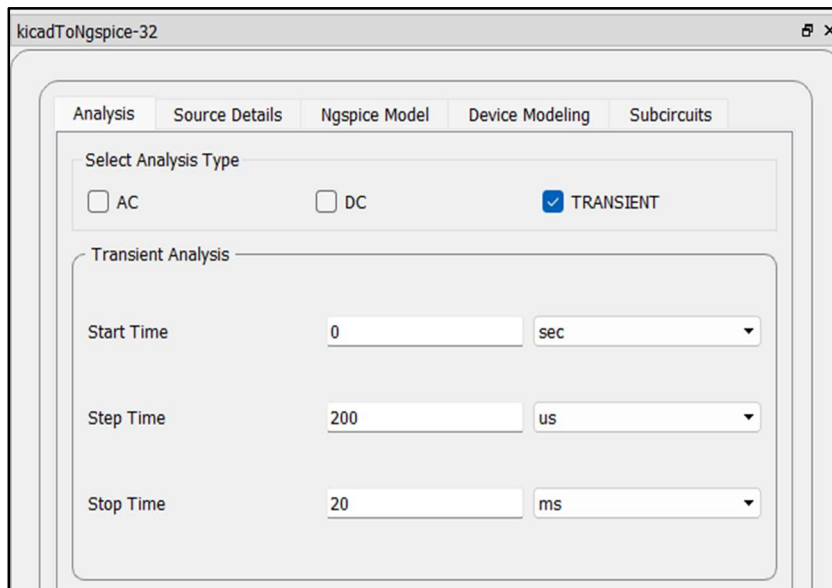 kicadToNgspice-32
Analysis Source Details Ngspice Model Device Modeling Subcircuits
Select Analysis Type
AC DC TRANSIENT
Transient Analysis
Start Time 0 sec
Step Time 200 us
Stop Time 20 ms